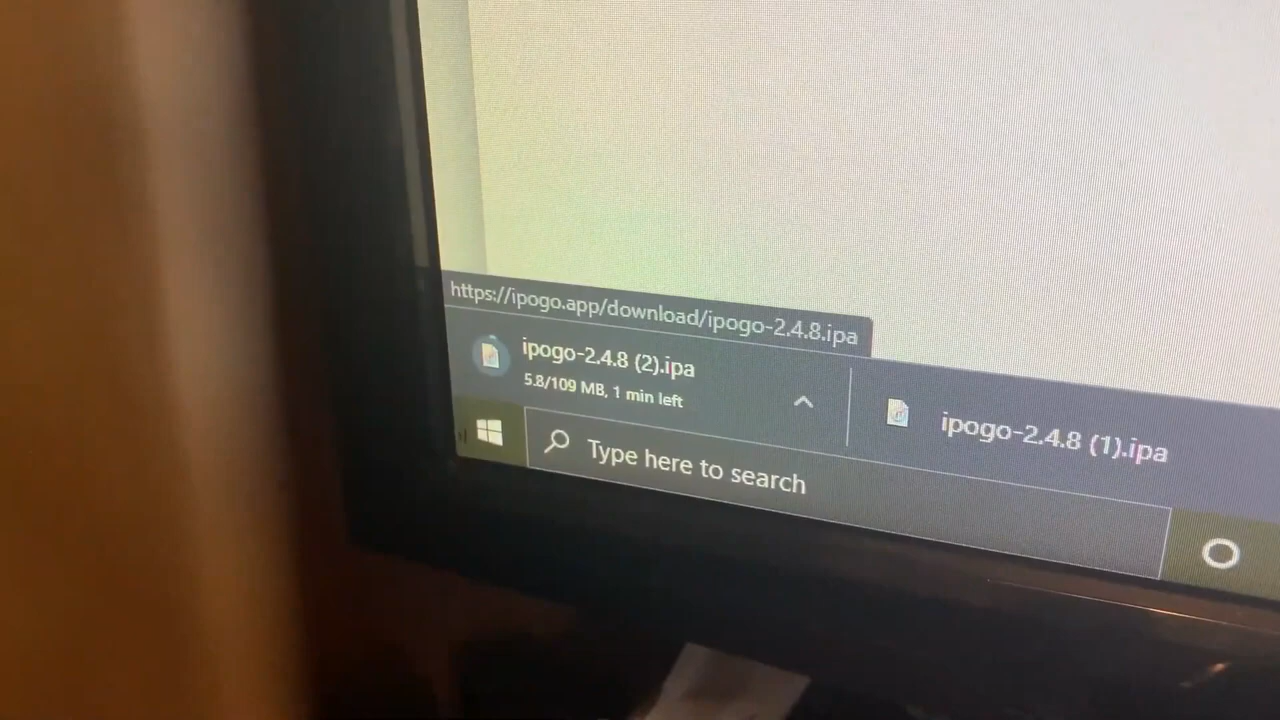 https://ipogo.app/download/ipogo-2.4.8.ipa
ipogo-2.4.8 (2).ipa
5.8/109 MB, 1 min left
ipogo-2.4.8 (1).ipa
Type here to search